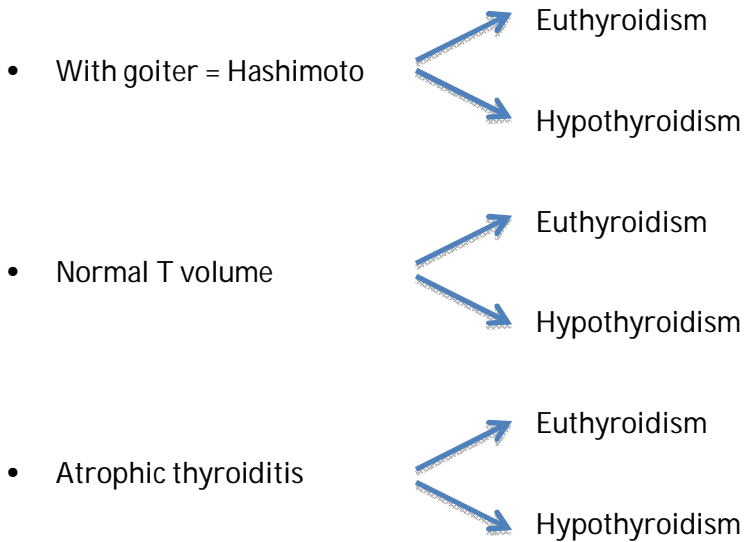 Euthyroidism
• With goiter = Hashimoto
Hypothyroidism
Euthyroidism
• Normal T volume
Hypothyroidism
Euthyroidism
• Atrophic thyroiditis
Hypothyroidism